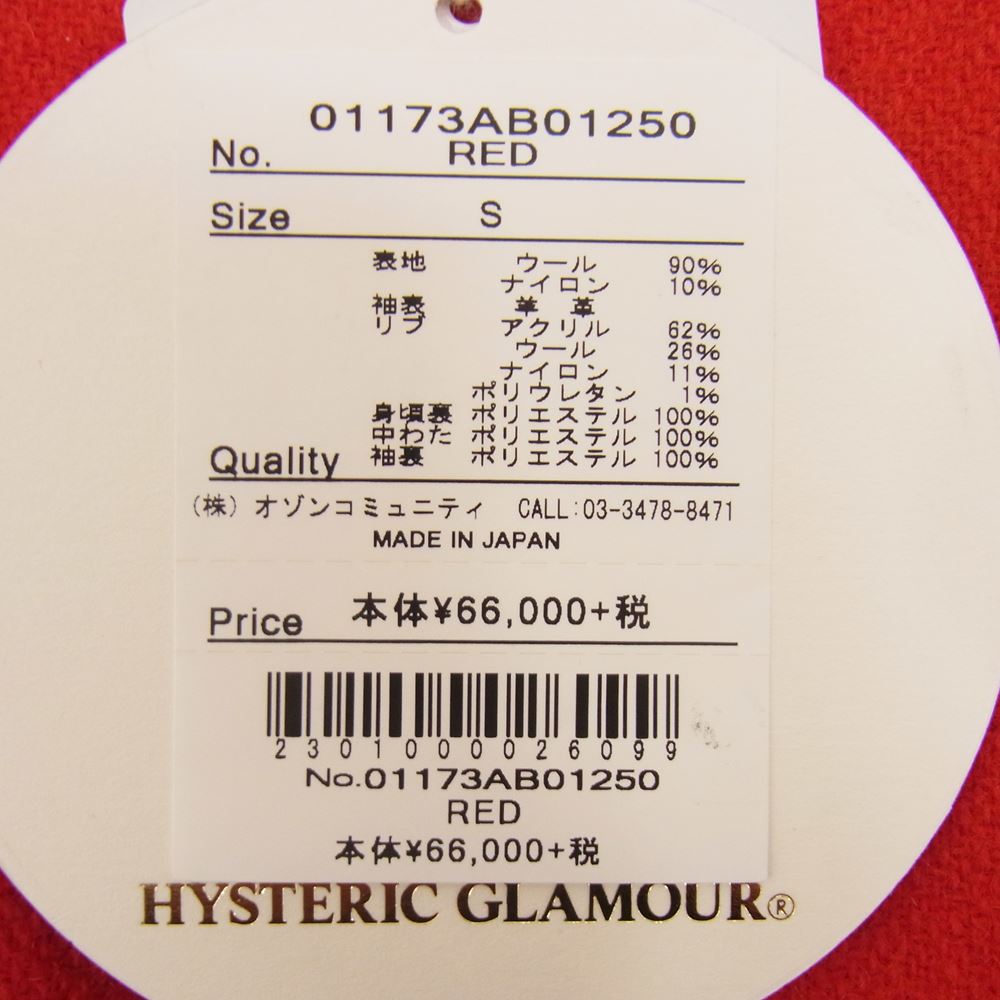 01173AB01250
No. RED
Size S
表地 ウール 90%
ナイロン 10%
袖表 羊 革
リブ アクリル 62%
ウール 26%
ナイロン 11%
ポリウレタン 1%
身頃裏 ポリエステル 100%
中わた ポリエステル 100%
Quality 袖裏 ポリエステル 100%
(株) オゾンコミュニティ CALL:03-3478-8471
MADE IN JAPAN
Price 本体¥66,000+税
2301000026099
No.01173AB01250
RED
本体¥66,000+税
HYSTERIC GLAMOUR®